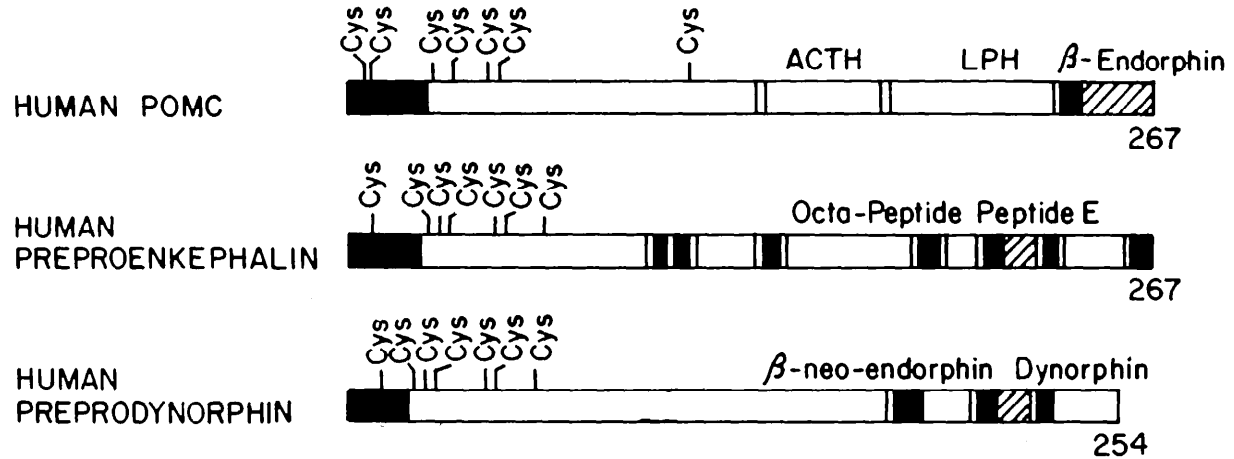 Cys Cys Cys Cys Cys Cys Cys
ACTH LPH β-Endorphin
HUMAN POMC
267
Cys Cys Cys Cys Cys Cys Cys
Octa-Peptide Peptide E
HUMAN
PREPROENKEPHALIN
267
Cys Cys Cys Cys Cys Cys Cys
β-neo-endorphin Dynorphin
HUMAN
PREPRODYNORPHIN
254